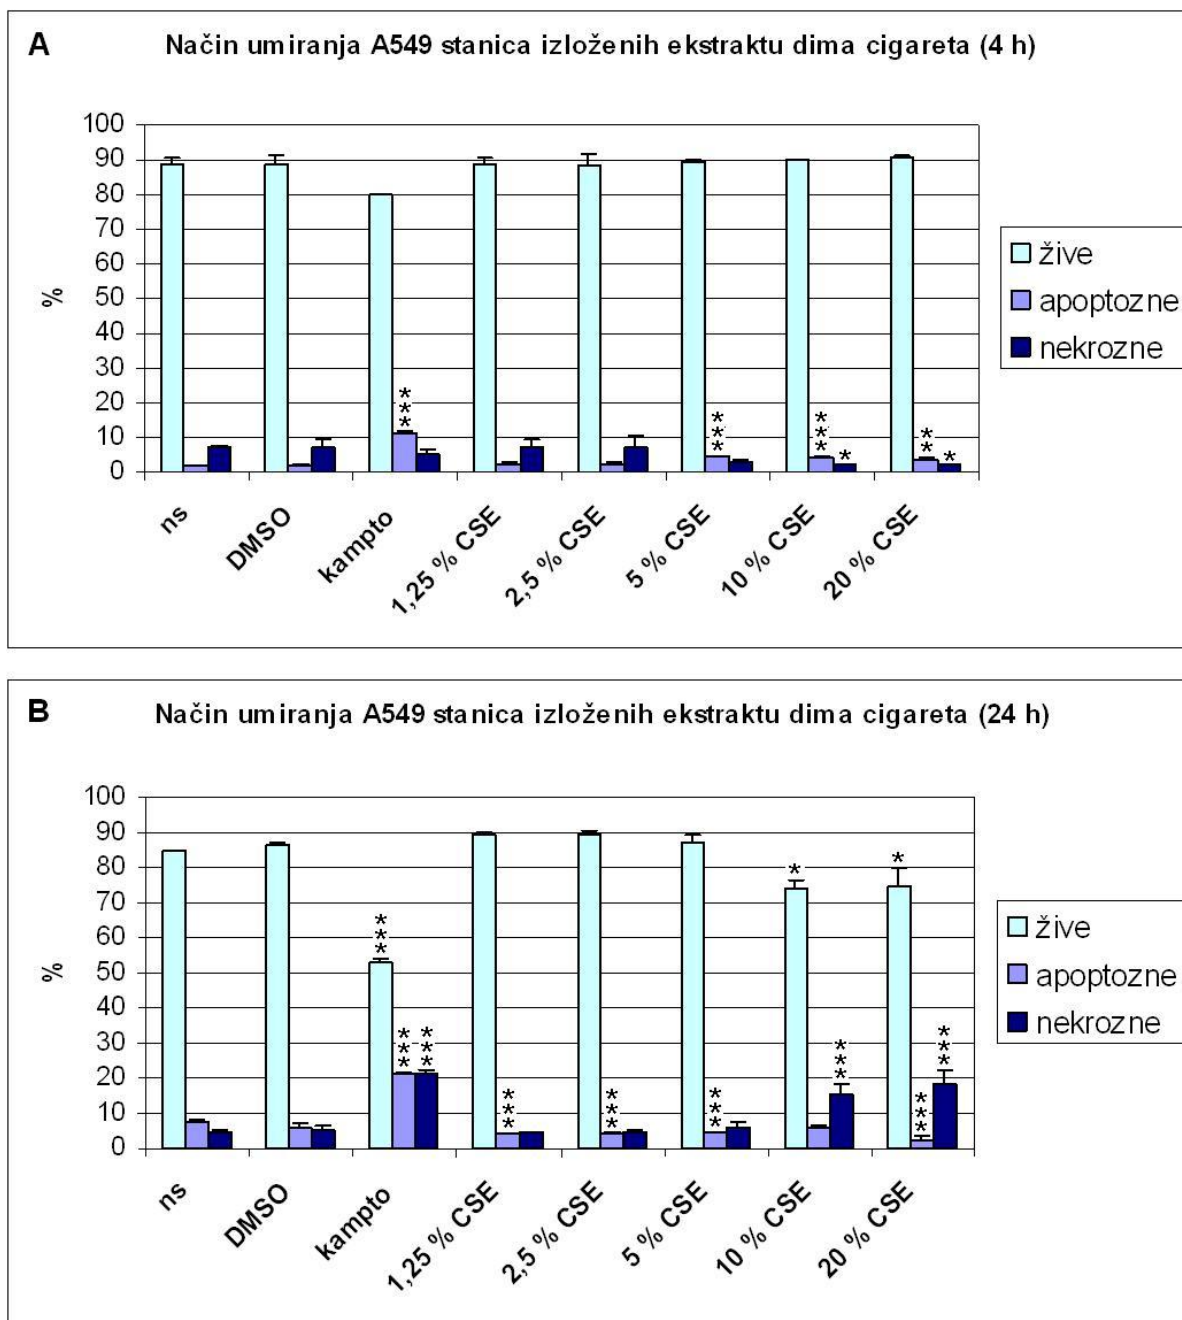 A
Način umiranja A549 stanica izloženih ekstraktu dima cigareta (4 h)
%
100
90
80
70
60
50
40
30
20
10
0
***
***
***
*
**
*
ns
DMSO
kampto
1,25 % CSE
2,5 % CSE
5 % CSE
10 % CSE
20 % CSE
žive
apoptozne
nekrozne
B
Način umiranja A549 stanica izloženih ekstraktu dima cigareta (24 h)
%
100
90
80
70
60
50
40
30
20
10
0
***
***
***
***
***
***
*
***
*
***
***
ns
DMSO
kampto
1,25 % CSE
2,5 % CSE
5 % CSE
10 % CSE
20 % CSE
žive
apoptozne
nekrozne